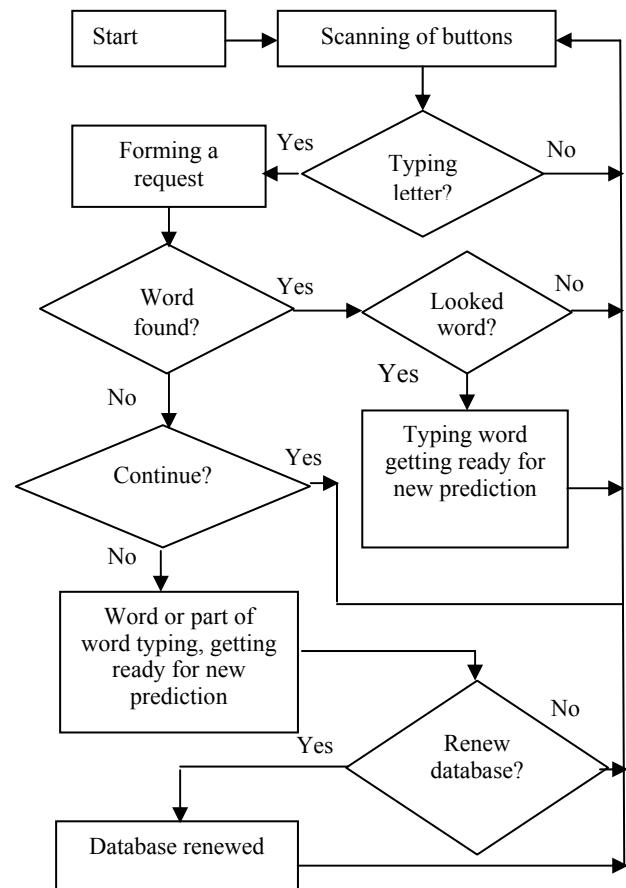 Start
Scanning of buttons
Yes
No
Forming a
request
Typing
letter?
Yes
No
Word
found?
Looked
word?
No
Yes
Typing word
getting ready for
new prediction
Continue?
Yes
No
Word or part of
word typing, getting
ready for new
prediction
No
Yes
Renew
database?
Database renewed